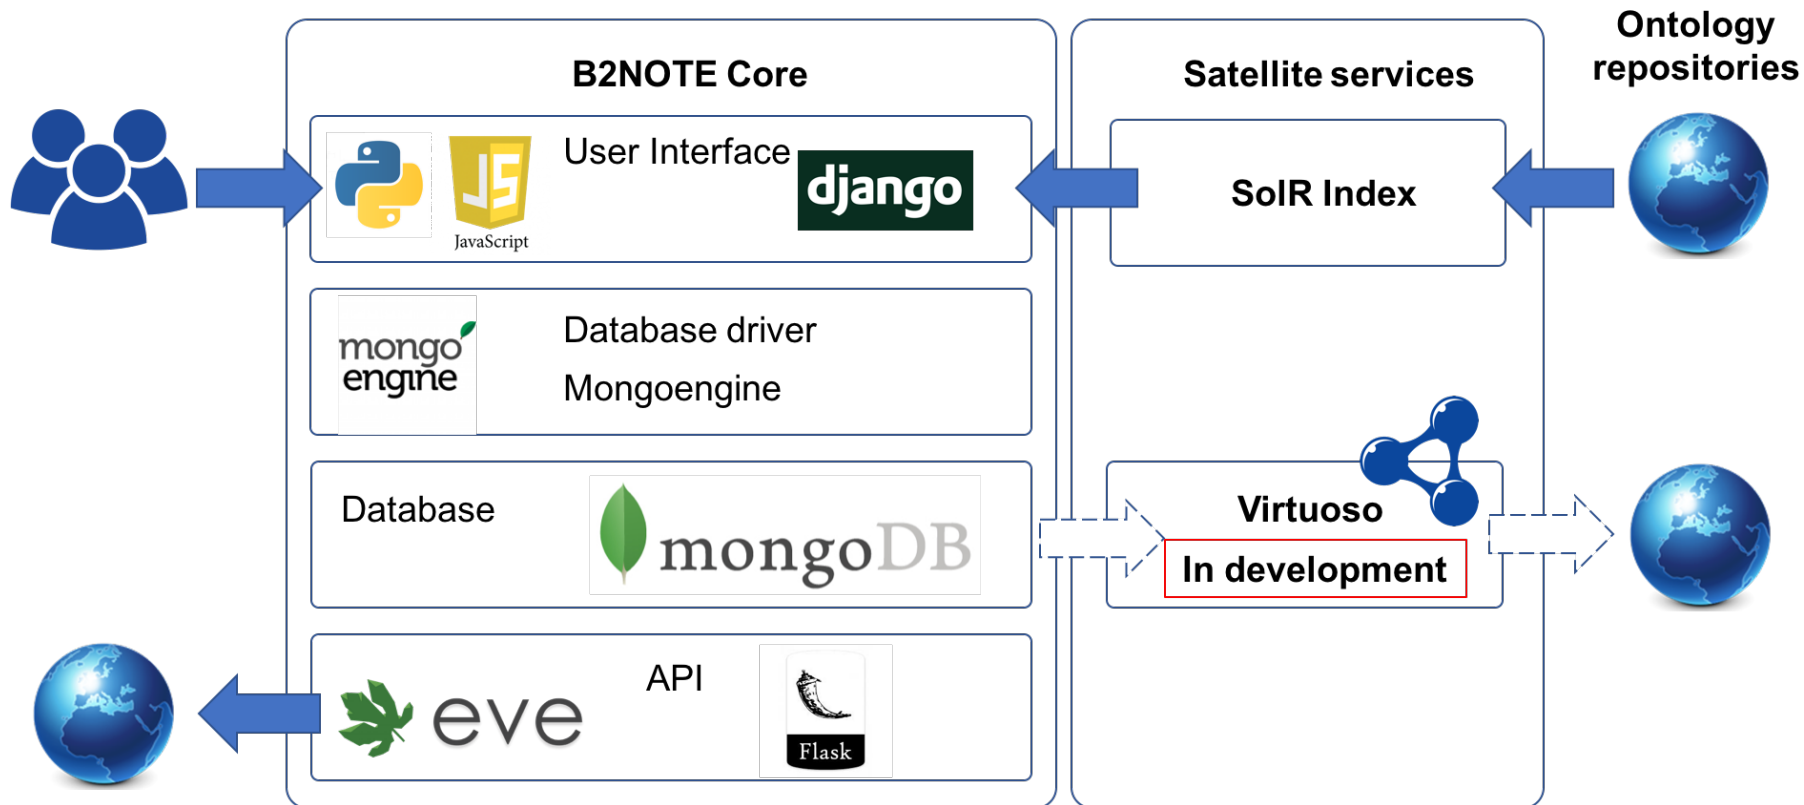 Ontology
repositories
B2NOTE Core
Satellite services
User Interface
JS
JavaScript
django
SolR Index
mongo
engine
Database driver
Mongoengine
Database
mongoDB
Virtuoso
In development
API
eve
Flask